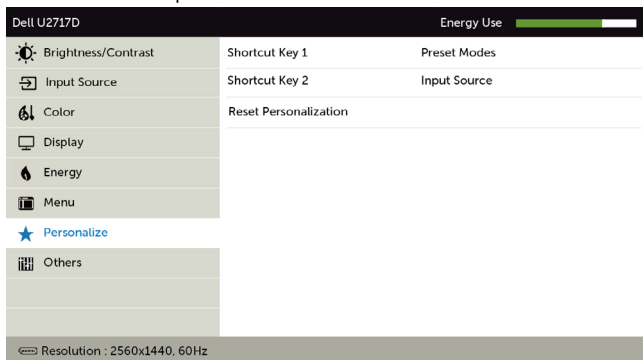 Dell U2717D Energy Use
Brightness/Contrast Shortcut Key 1 Preset Modes
Input Source Shortcut Key 2 Input Source
Color Reset Personalization
Display
Energy
Menu
Personalize
Others
Resolution : 2560x1440, 60Hz